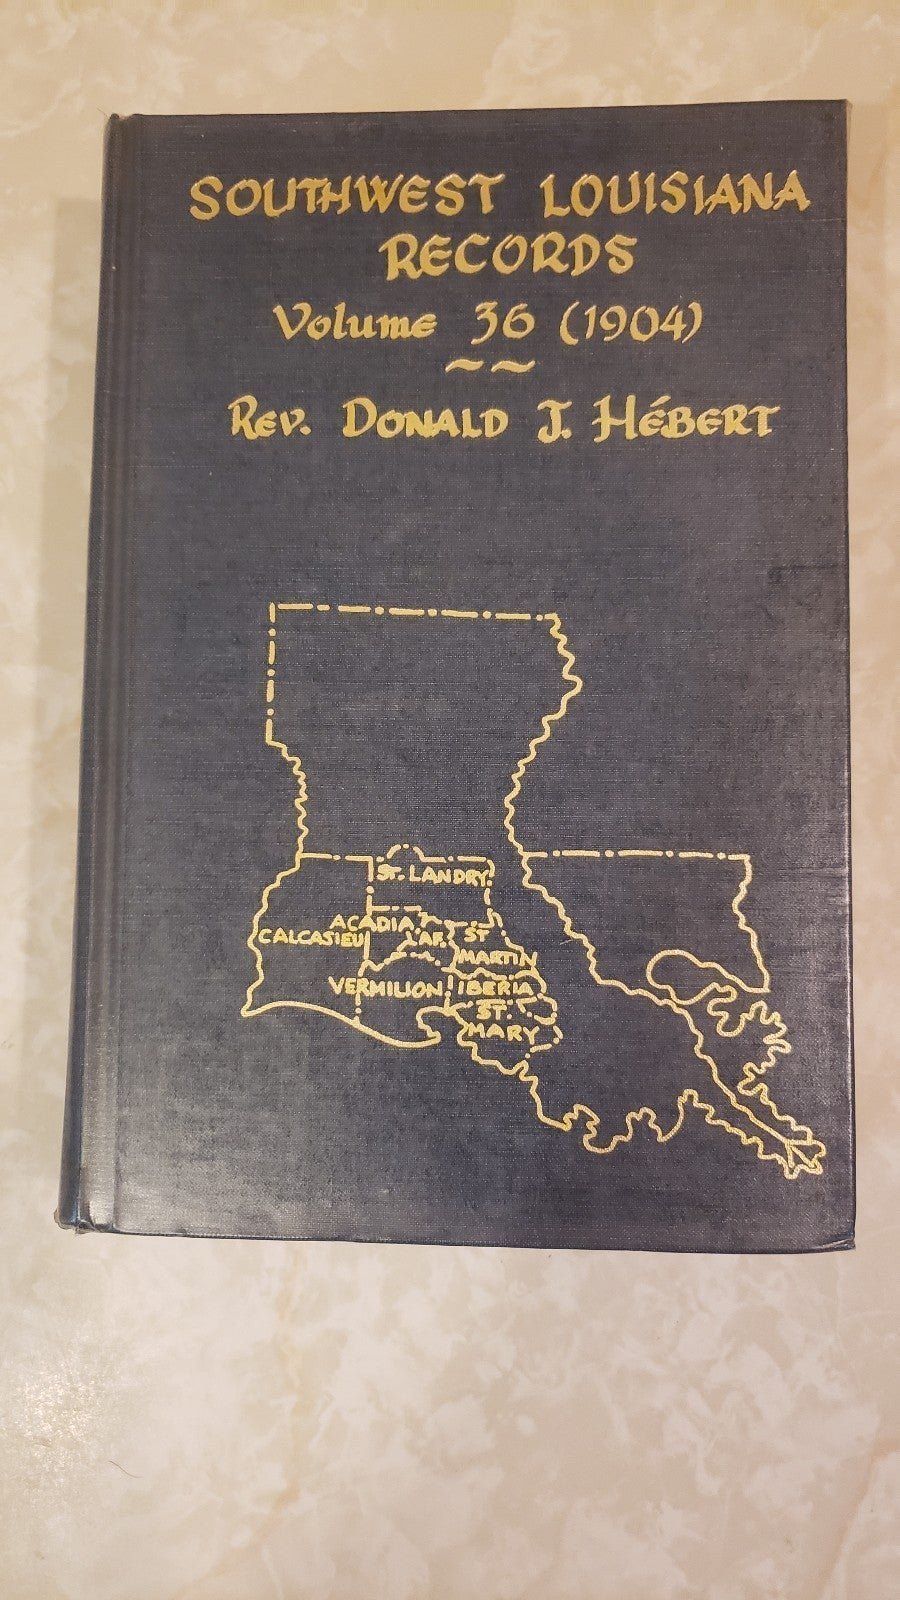 SOUTHWEST LOUISIANA
RECORDS
Volume 36 (1904)
~~
REV. DONALD J. HÉBERT
ST. LANDRY
ACADIA
LAF.
CALCASIEU
ST
MARTIN
VERMILION
IBERIA
ST.
MARY